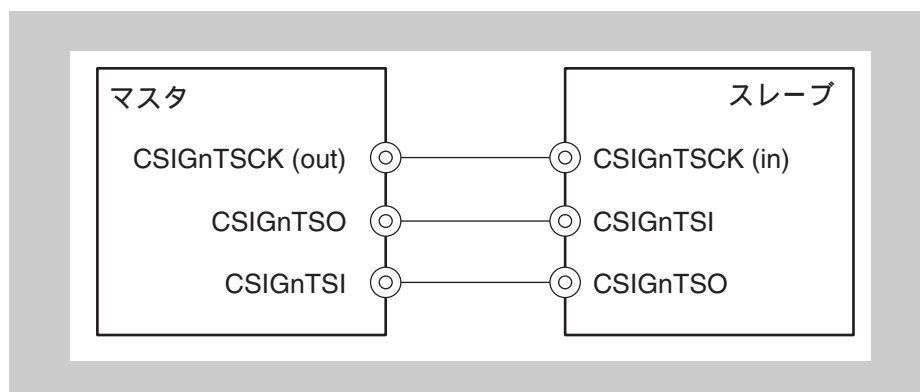 マスタ
スレーブ
CSIGnTSCK (out)
CSIGnTSCK (in)
CSIGnTSO
CSIGnTSI
CSIGnTSI
CSIGnTSO